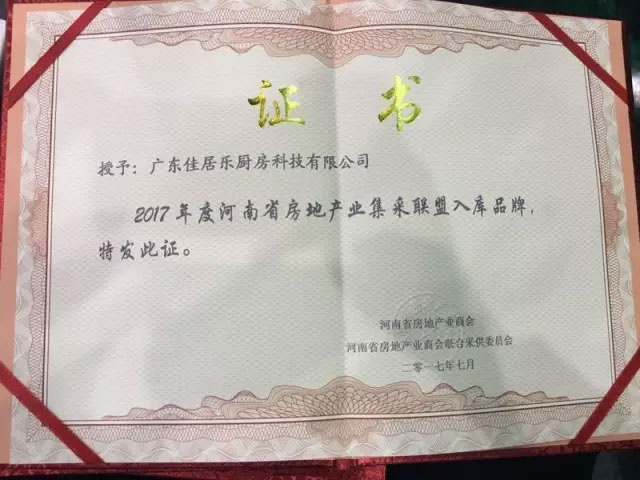 证书
授予：广东佳居乐厨房科技有限公司
2017年度河南省房地产业集采联盟入库品牌，
特发此证。
河南省房地产业商会
河南省房地产业商会联合采供委员会
二〇一七年七月